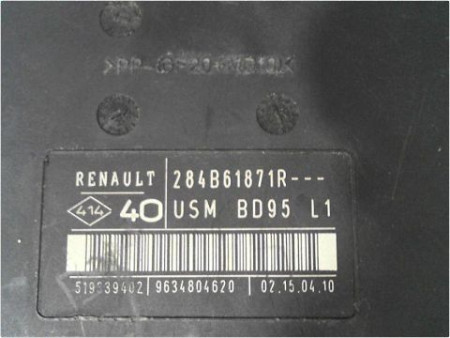 RENAULT 284B61871R---
414 40 USM BD95 L1
519239402 9634804620 02.15.04.10